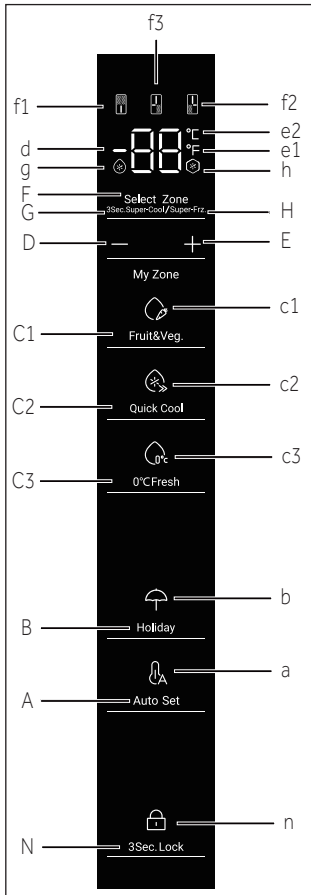 f3
f1 f2
°C e2
d -88 °F e1
g h
F Select Zone
G 3Sec.Super-Cool/Super-Frz. H
D — + E
My Zone
c1
C1 Fruit&Veg.
c2
C2 Quick Cool
0°c c3
C3 0°CFresh
b
B Holiday
A a
A Auto Set
n
N 3Sec.Lock